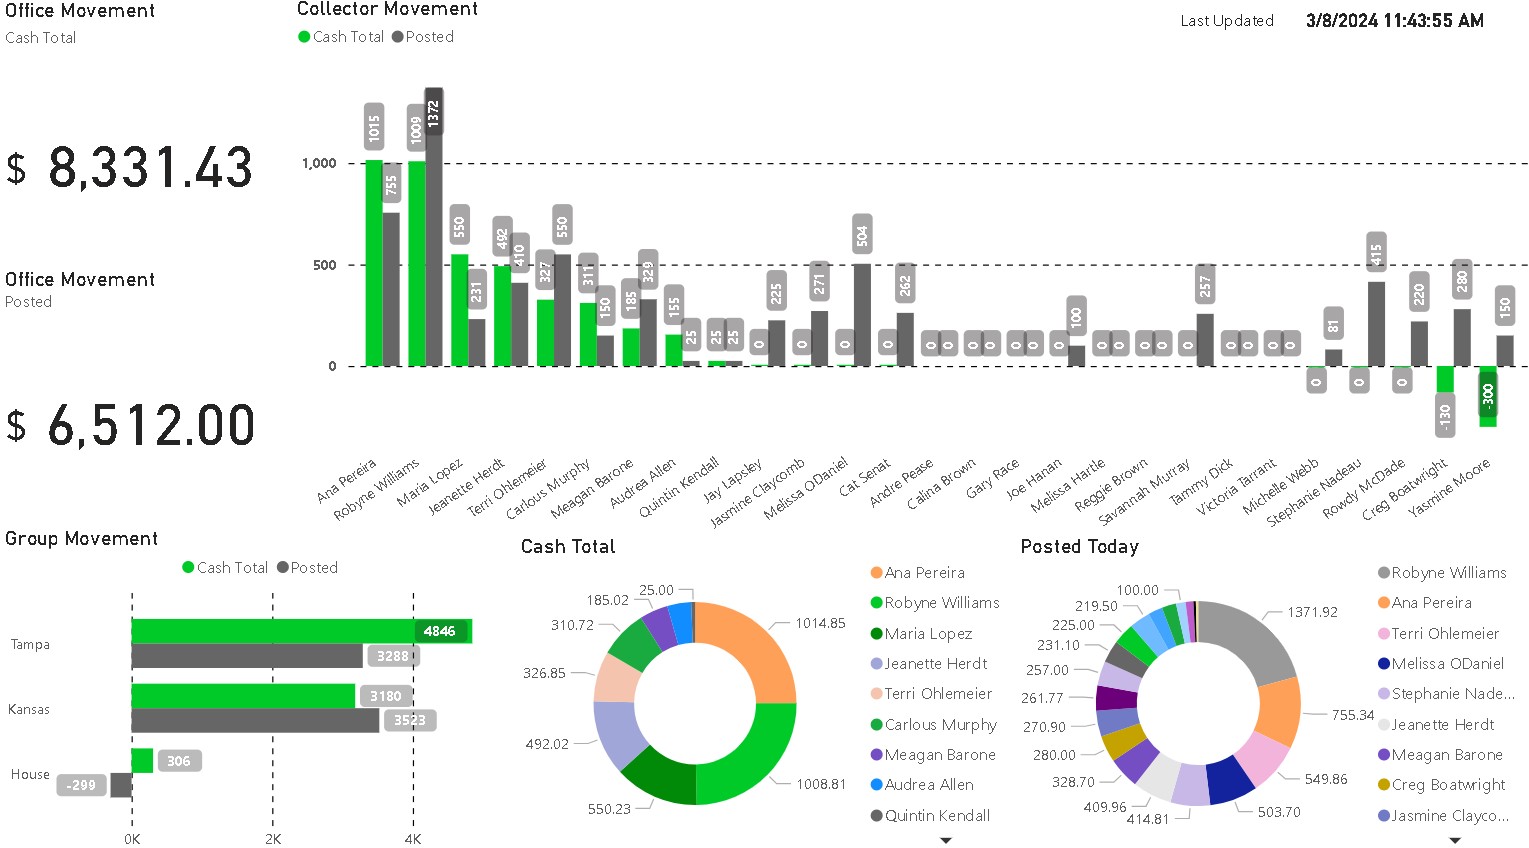 Office Movement
Cash Total
$ 8,331.43
Office Movement
Posted
$ 6,512.00
Collector Movement
Cash Total Posted
Last Updated 3/8/2024 11:43:55 AM
1,000
500
0
1015
755
1009
1372
550
231
492
410
327
550
311
150
185
329
155
25
25
25
0
225
0
271
0
504
0
262
0
0
0
0
0
0
0
100
0
0
0
0
0
257
0
0
0
0
0
81
0
415
0
220
-130
280
-300
150
Ana Pereira
Robyne Williams
Maria Lopez
Jeanette Herdt
Terri Ohlemeier
Carlous Murphy
Meagan Barone
Audrea Allen
Quintin Kendall
Jay Lapsley
Jasmine Claycomb
Melissa ODaniel
Cat Senat
Andre Pease
Calina Brown
Gary Race
Joe Hanan
Melissa Hartle
Reggie Brown
Savannah Murray
Tammy Dick
Victoria Tarrant
Michelle Webb
Stephanie Nadeau
Rowdy McDade
Creg Boatwright
Yasmine Moore
Group Movement
Cash Total Posted
Tampa
4846
3288
Kansas
3180
3523
House
306
-299
0K 2K 4K
Cash Total
25.00
185.02
310.72
326.85
492.02
550.23
1014.85
1008.81
Ana Pereira
Robyne Williams
Maria Lopez
Jeanette Herdt
Terri Ohlemeier
Carlous Murphy
Meagan Barone
Audrea Allen
Quintin Kendall
Posted Today
100.00
219.50
225.00
231.10
257.00
261.77
270.90
280.00
328.70
409.96
414.81
503.70
549.86
755.34
1371.92
Robyne Williams
Ana Pereira
Terri Ohlemeier
Melissa ODaniel
Stephanie Nade...
Jeanette Herdt
Meagan Barone
Creg Boatwright
Jasmine Clayco...